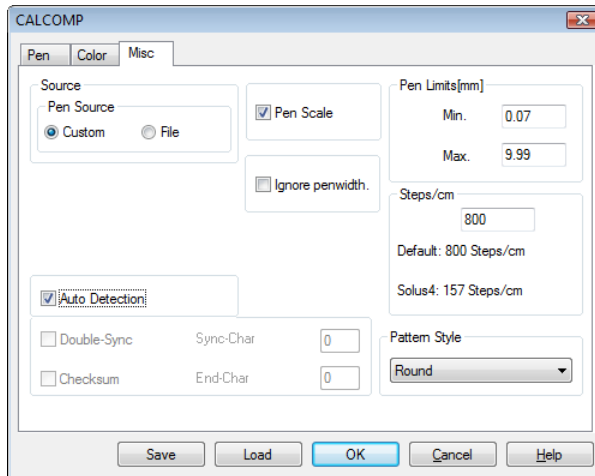 CALCOMP
Pen Color Misc
Source
Pen Source
Custom File
Pen Scale
Ignore penwidth.
Pen Limits[mm]
Min. 0.07
Max. 9.99
Steps/cm
800
Default: 800 Steps/cm
Solus4: 157 Steps/cm
Auto Detection
Double-Sync Sync-Char 0
Checksum End-Char 0
Pattern Style
Round
Save Load OK Cancel Help